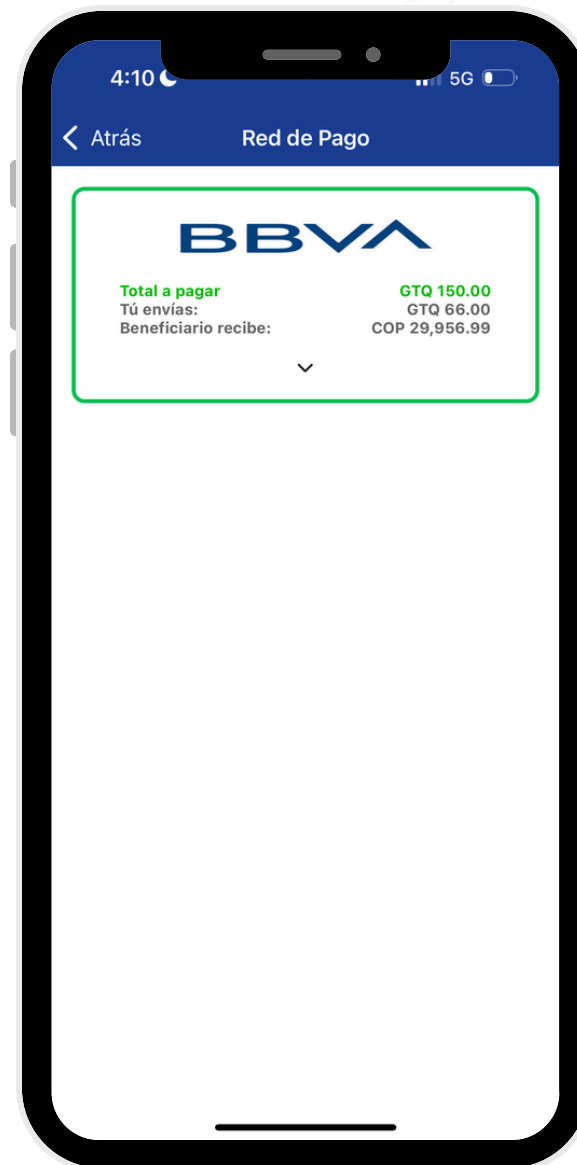 4:10
5G
Atrás
Red de Pago
BBVA
Total a pagar GTQ 150.00
Tú envías: GTQ 66.00
Beneficiario recibe: COP 29,956.99